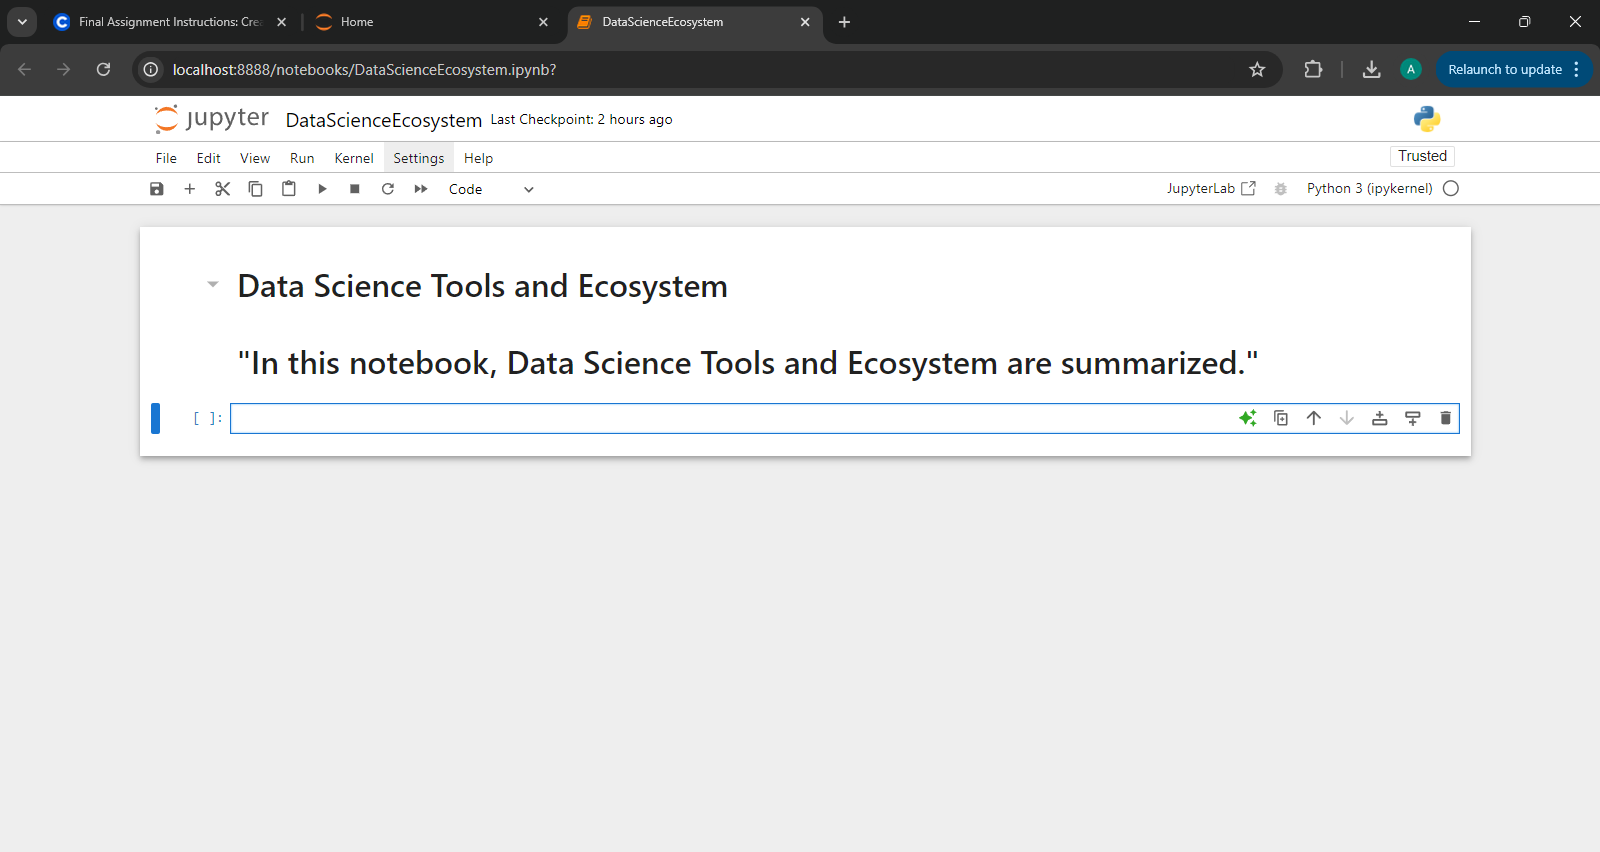 Final Assignment Instructions: Cre
Home
DataScienceEcosystem
localhost:8888/notebooks/DataScienceEcosystem.ipynb?
A
Relaunch to update
jupyter
DataScienceEcosystem
Last Checkpoint: 2 hours ago
File
Edit
View
Run
Kernel
Settings
Help
Trusted
Code
JupyterLab
Python 3 (ipykernel)
Data Science Tools and Ecosystem
"In this notebook, Data Science Tools and Ecosystem are summarized."
[ ]: